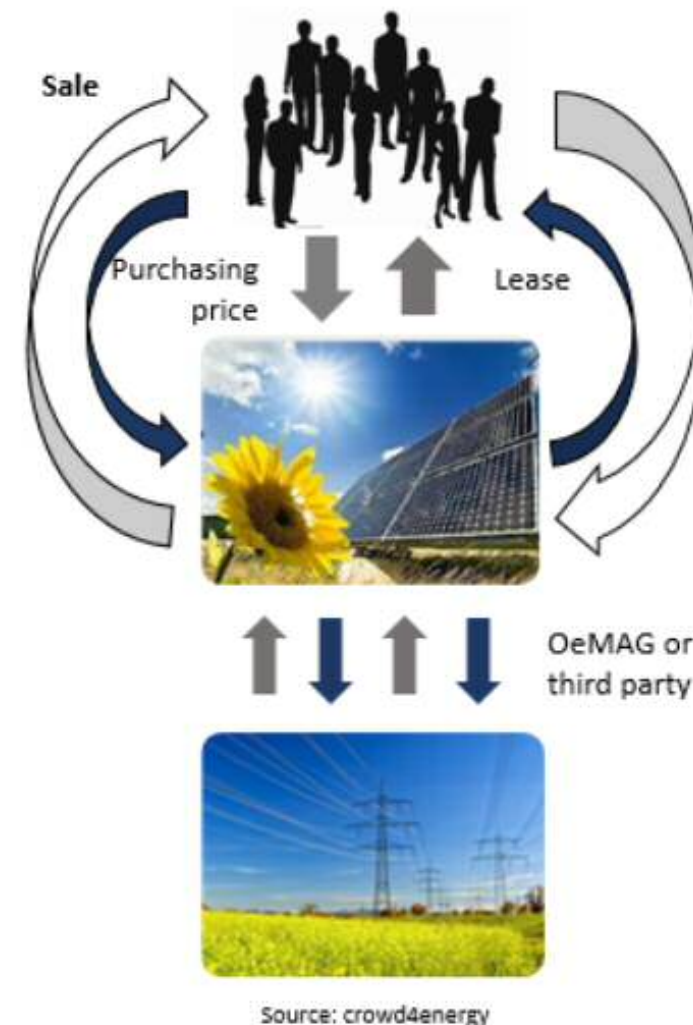 Sale
Purchasing
price
Lease
OeMAG or
third party
Source: crowd4energy